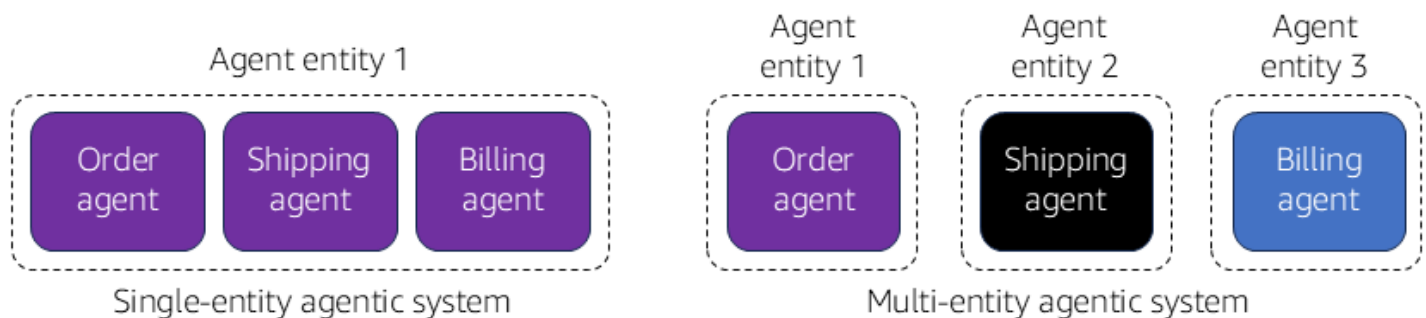 Agent entity 1
Order
agent
Shipping
agent
Billing
agent
Single-entity agentic system
Agent
entity 1
Agent
entity 2
Agent
entity 3
Order
agent
Shipping
agent
Billing
agent
Multi-entity agentic system